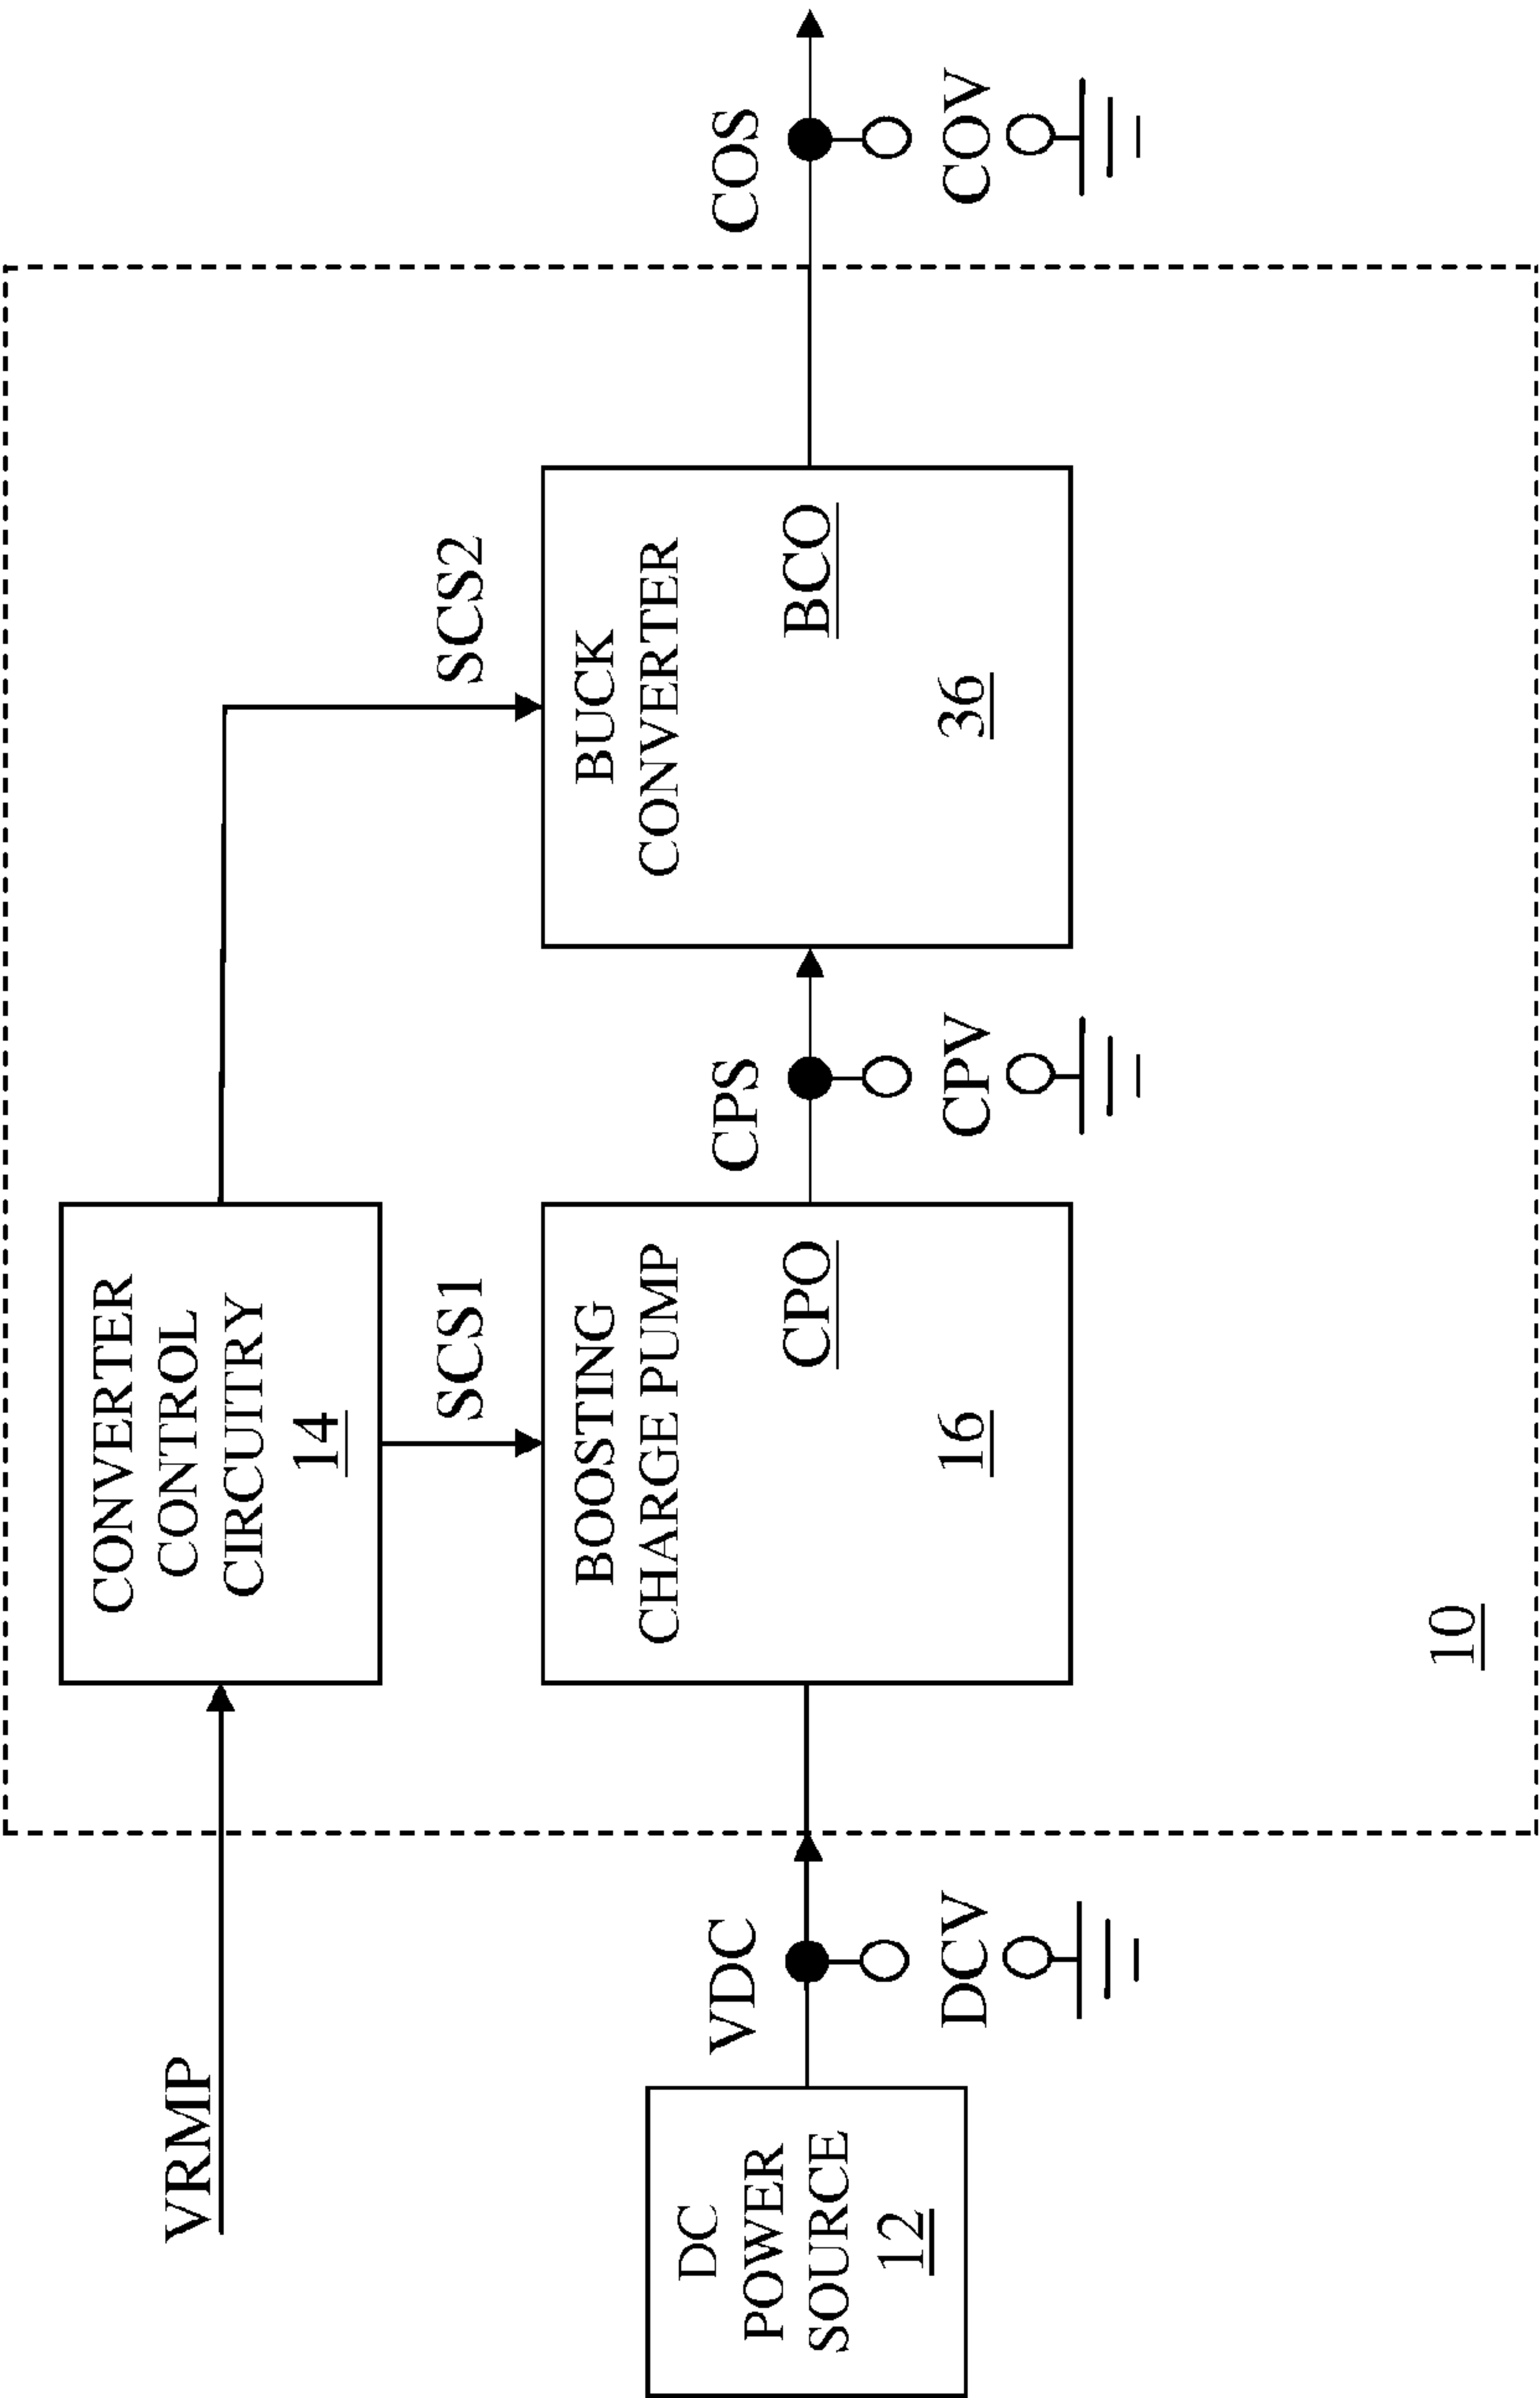 VRMP
CONVERTER
CONTROL
CIRCUITRY
14
SCS1
SCS2
DC
POWER
SOURCE
12
VDC
DCV
BOOSTING
CHARGE PUMP
CPO
16
CPS
CPV
BUCK
CONVERTER
BCO
36
COS
COV
10